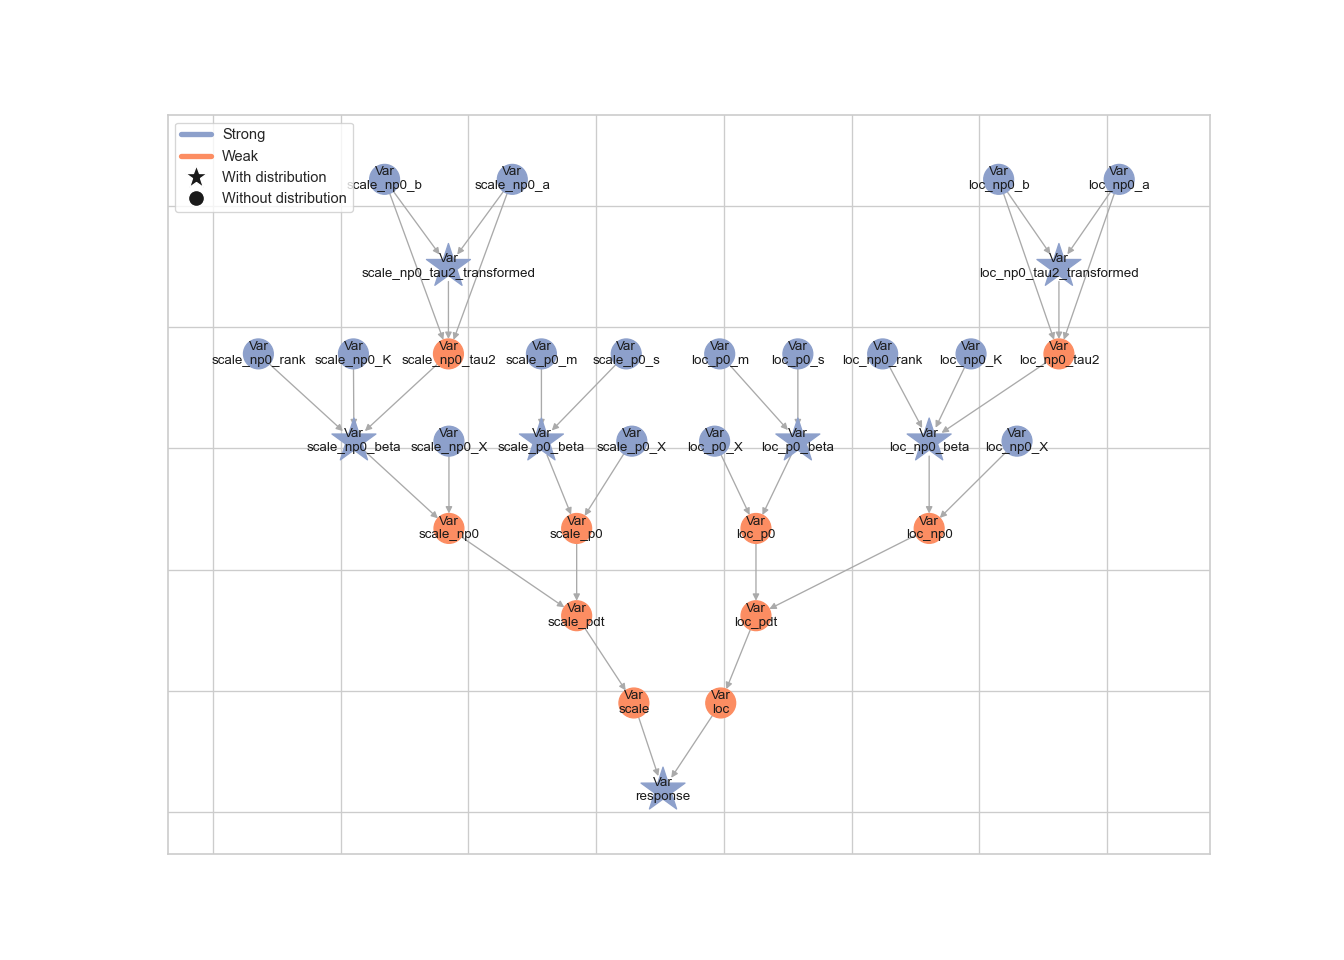 Strong
Weak
With distribution
Without distribution
Var
scale_np0_b
Var
scale_np0_a
Var
loc_np0_b
Var
loc_np0_a
Var
scale_np0_tau2_transformed
Var
loc_np0_tau2_transformed
Var
scale_np0_rank
Var
scale_np0_K
Var
scale_np0_tau2
Var
scale_p0_m
Var
scale_p0_s
Var
loc_p0_m
Var
loc_p0_s
Var
loc_np0_rank
Var
loc_np0_K
Var
loc_np0_tau2
Var
scale_np0_beta
Var
scale_np0_X
Var
scale_p0_beta
Var
scale_p0_X
Var
loc_p0_X
Var
loc_p0_beta
Var
loc_np0_beta
Var
loc_np0_X
Var
scale_np0
Var
scale_p0
Var
loc_p0
Var
loc_np0
Var
scale_pdt
Var
loc_pdt
Var
scale
Var
loc
Var
response